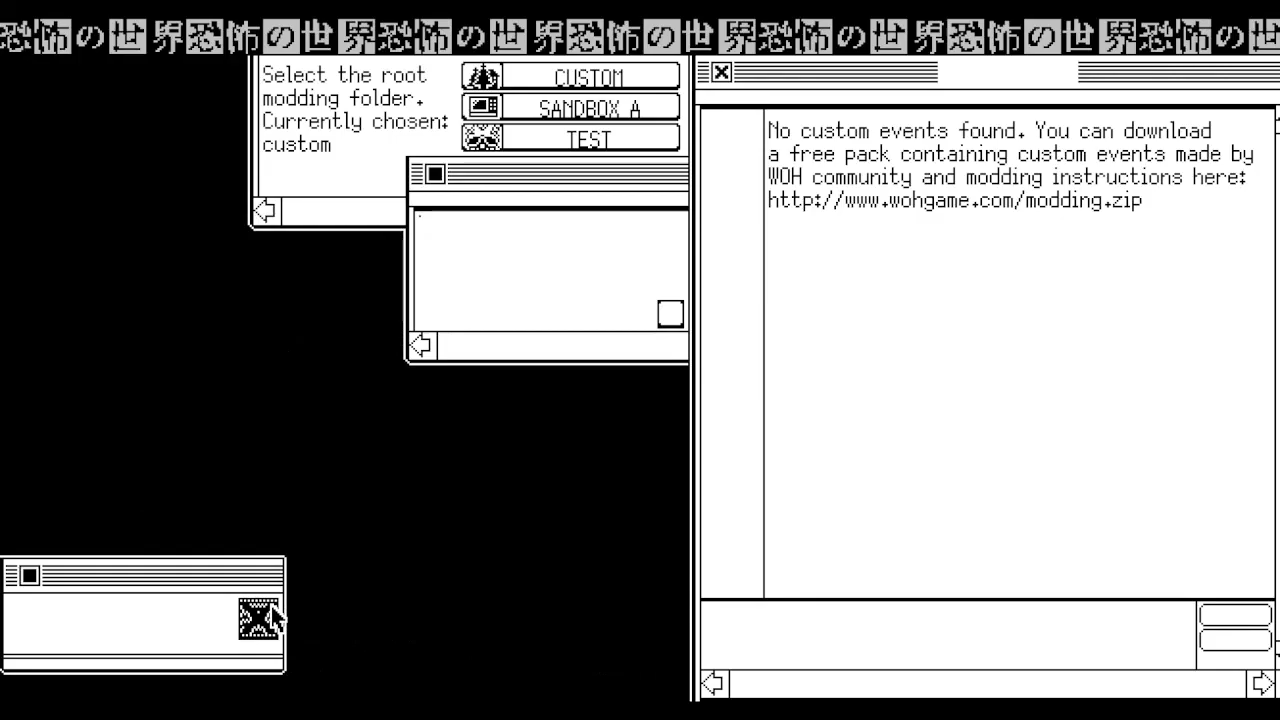 恐怖の世界恐怖の世界恐怖の世界恐怖の世界恐怖の世界恐怖の世界恐怖の世
Select the root
modding folder.
Currently chosen:
custom
CUSTOM
SANDBOX A
TEST
No custom events found. You can download
a free pack containing custom events made by
WOH community and modding instructions here:
http://www.wohgame.com/modding.zip